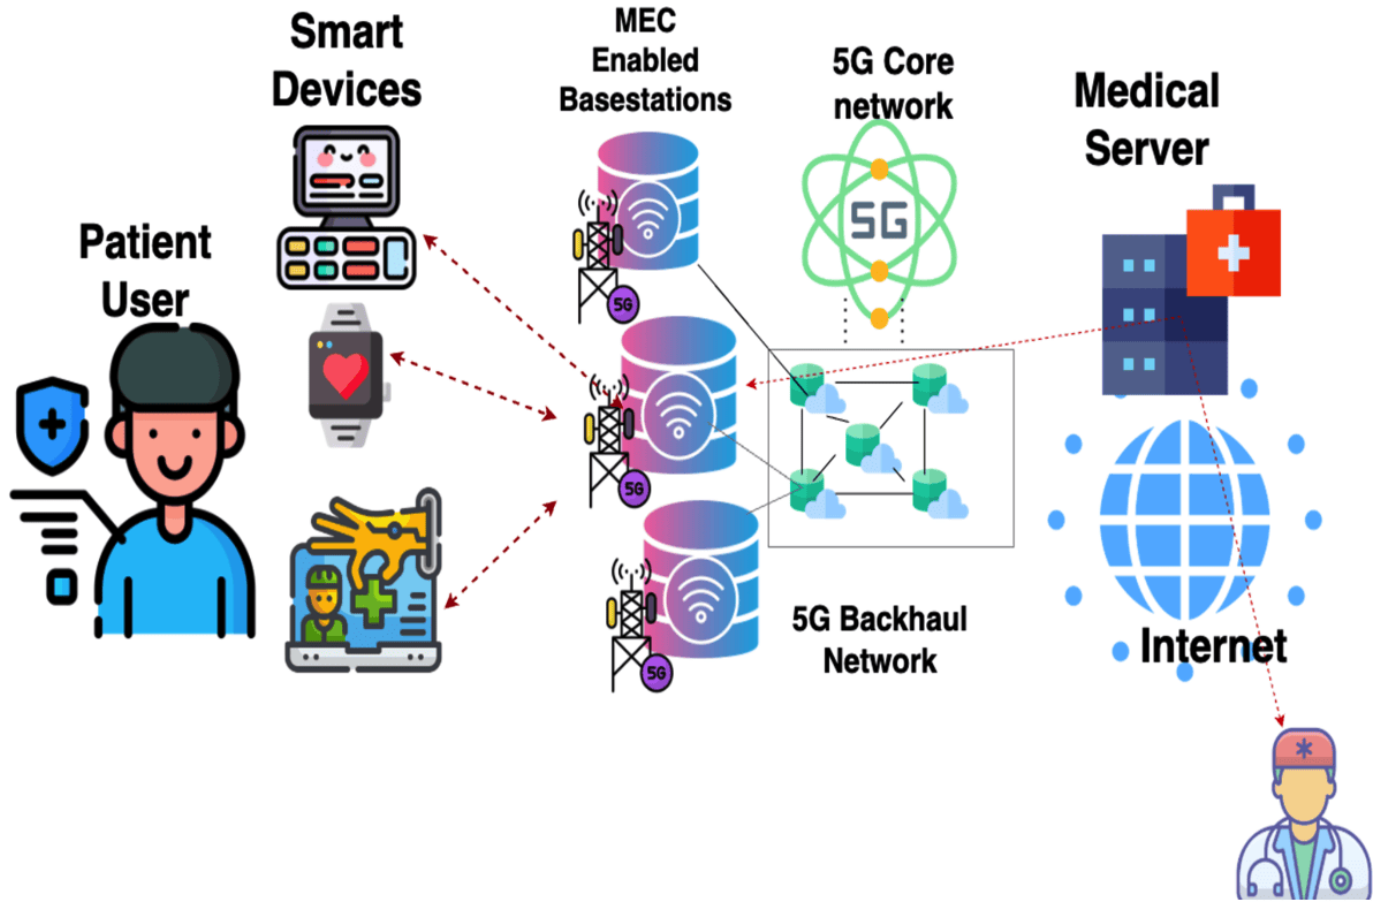 Smart
Devices
MEC
Enabled
Basestations
5G Core
network
Medical
Server
Patient
User
5G
5G
5G
5G
5G Backhaul
Network
Internet